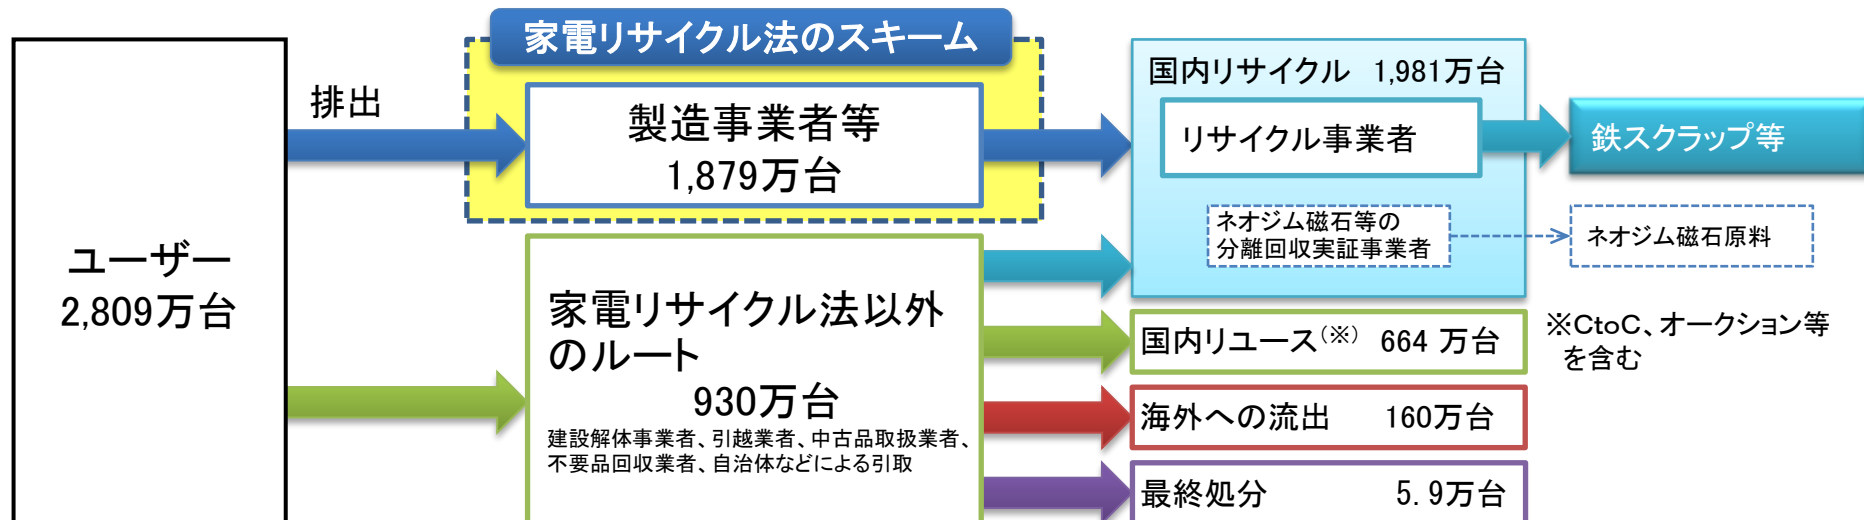 家電リサイクル法のスキーム
排出
製造事業者等
1,879万台
国内リサイクル 1,981万台
リサイクル事業者
鉄スクラップ等
ネオジム磁石等の
分離回収実証事業者
ネオジム磁石原料
ユーザー
2,809万台
家電リサイクル法以外
のルート
930万台
建設解体事業者、引越業者、中古品取扱業者、
不要品回収業者、自治体などによる引取
国内リユース(※) 664 万台
※CtoC、オークション等
を含む
海外への流出 160万台
最終処分 5.9万台